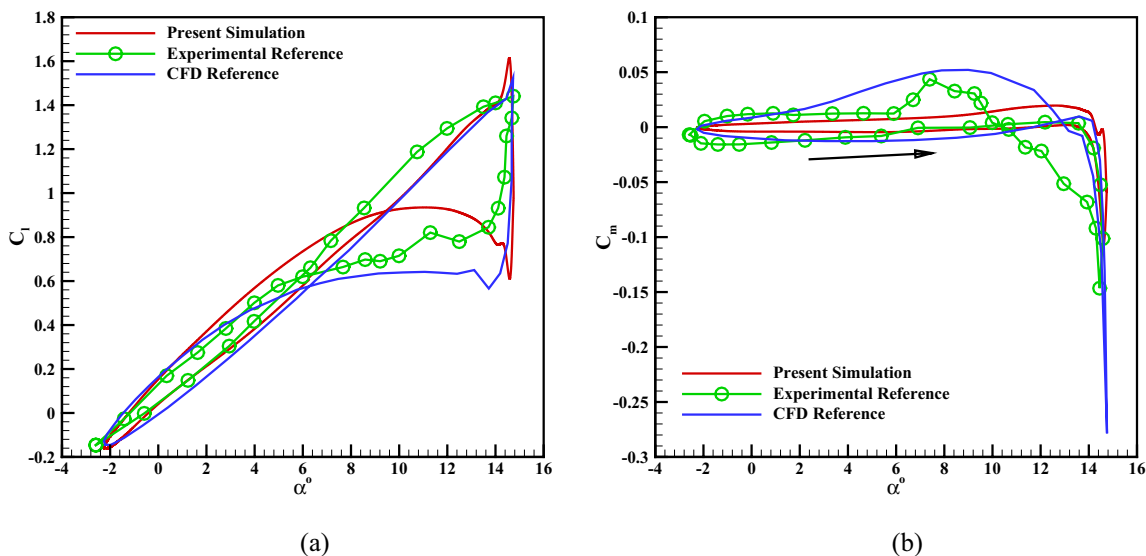 1.8
1.6
1.4
1.2
1
0.8
0.6
0.4
0.2
0
-0.2
-4 -2 0 2 4 6 8 10 12 14 16
Cl
α°
Present Simulation
Experimental Reference
CFD Reference
(a)
0.1
0.05
0
-0.05
-0.1
-0.15
-0.2
-0.25
-0.3
-4 -2 0 2 4 6 8 10 12 14 16
Cm
α°
Present Simulation
Experimental Reference
CFD Reference
(b)